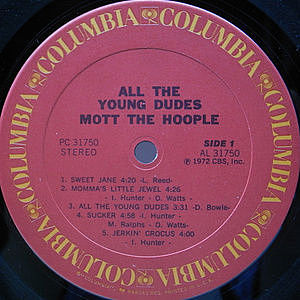 COLUMBIA COLUMBIA COLUMBIA COLUMBIA COLUMBIA COLUMBIA
ALL THE
YOUNG DUDES
MOTT THE HOOPLE
PC 31750
STEREO
SIDE 1
AL 31750
℗ 1972 CBS, Inc.
1. SWEET JANE 4:20 -L. Reed-
2. MOMMA'S LITTLE JEWEL 4:26
- I. Hunter - D. Watts -
3. ALL THE YOUNG DUDES 3:31 -D. Bowie-
4. SUCKER 4:58 -I. Hunter -
M. Ralphs - D. Watts -
5. JERKIN' CROCUS 4:00
- I. Hunter -